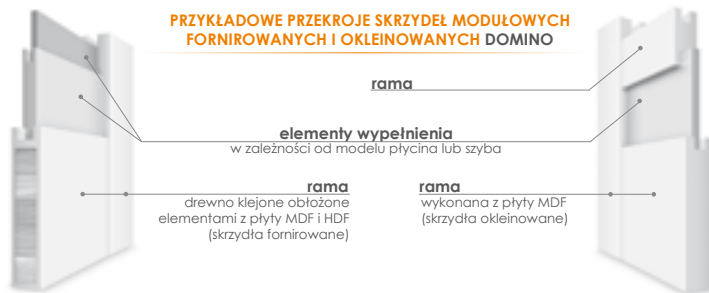 PRZYKŁADOWE PRZEKROJE SKRZYDEŁ MODUŁOWYCH
FORNIROWANYCH I OKLEINOWANYCH DOMINO
rama
elementy wypełnienia
w zależności od modelu płycina lub szyba
rama
drewno klejone obłożone
elementami z płyty MDF i HDF
(skrzydła fornirowane)
rama
wykonana z płyty MDF
(skrzydła okleinowane)